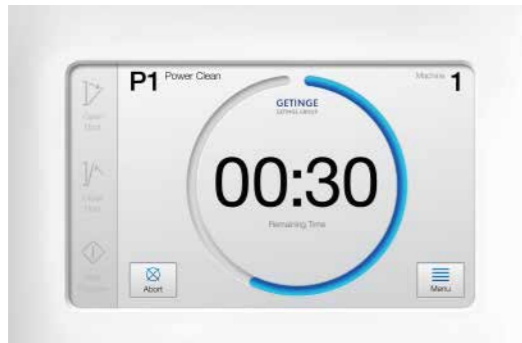 P1 Power Clean
Machine 1
GETINGE
GETINGE GROUP
00:30
Remaining Time
Abort
Menu